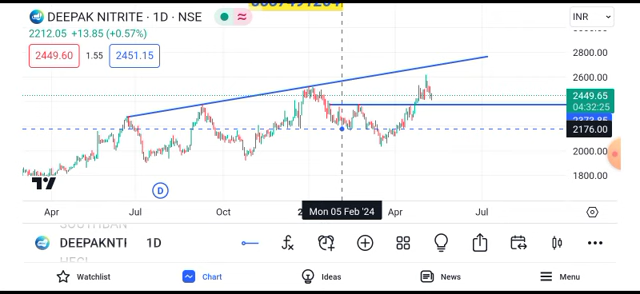 DEEPAK NITRITE · 1D · NSE
INR
2212.05 +13.85 (+0.57%)
2449.60 1.55 2451.15
2800.00
2600.00
2449.65
04:32:25
2176.00
2000.00
1800.00
D
Apr Jul Oct Mon 05 Feb '24 Apr Jul
DEEPAKNTI 1D
Watchlist Chart Ideas News Menu